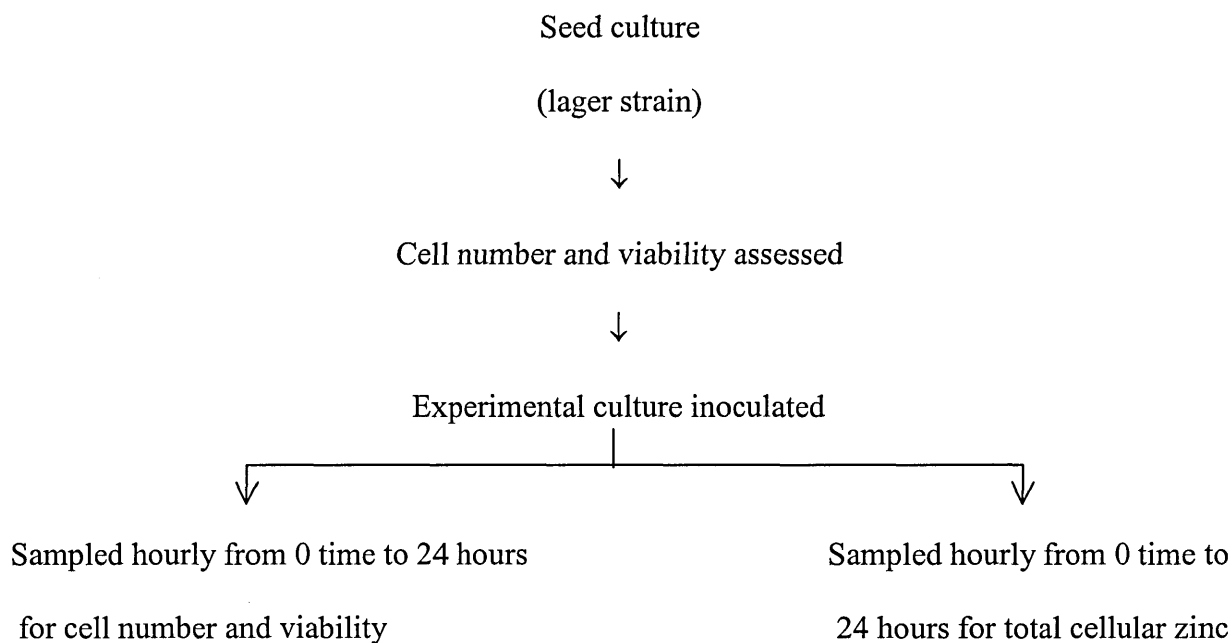 Seed culture
(lager strain)
↓
Cell number and viability assessed
↓
Experimental culture inoculated
Sampled hourly from 0 time to 24 hours
for cell number and viability
Sampled hourly from 0 time to
24 hours for total cellular zinc